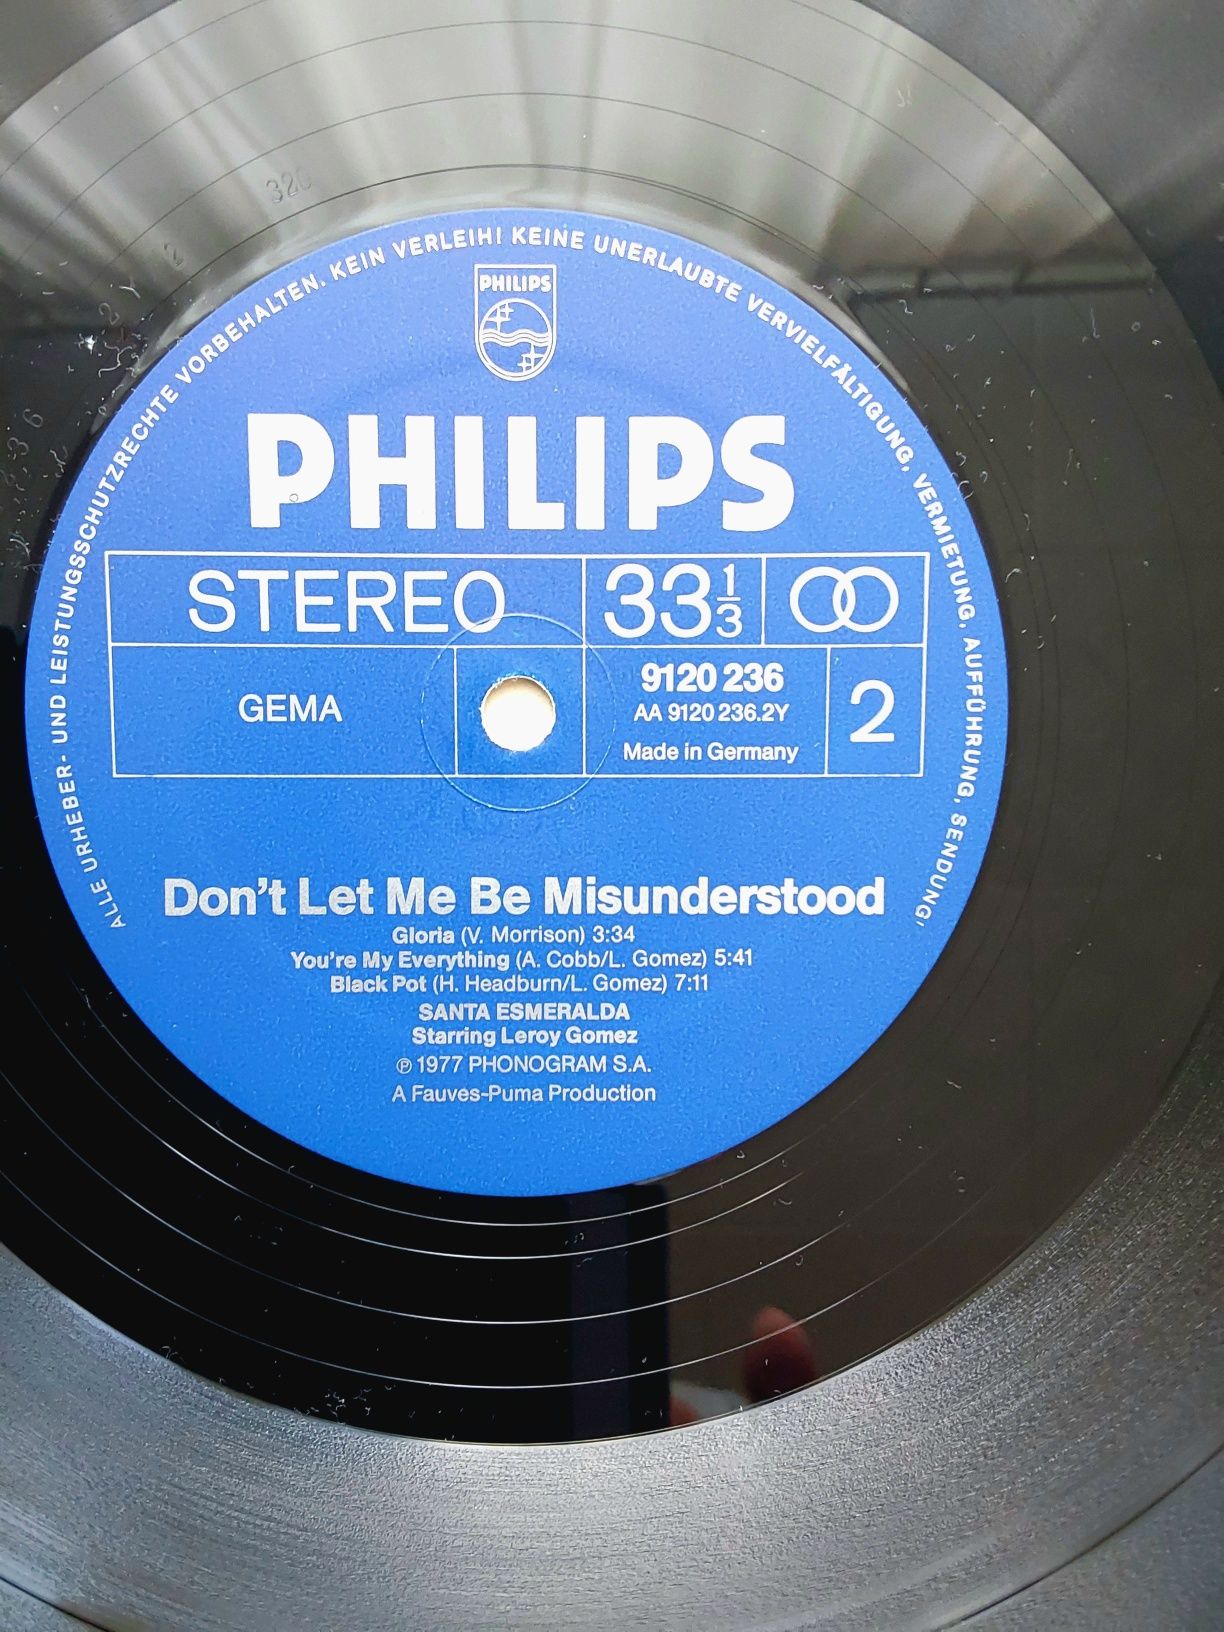 ALLE URHEBER- UND LEISTUNGSSCHUTZRECHTE VORBEHALTEN. KEIN VERLEIH! KEINE UNERLAUBTE VERVIELFÄLTIGUNG, VERMIETUNG, AUFFÜHRUNG, SENDUNG!
PHILIPS
PHILIPS
STEREO 33 1/3
GEMA
9120 236
AA 9120 236.2Y
Made in Germany
2
Don't Let Me Be Misunderstood
Gloria (V. Morrison) 3:34
You're My Everything (A. Cobb/L. Gomez) 5:41
Black Pot (H. Headburn/L. Gomez) 7:11
SANTA ESMERALDA
Starring Leroy Gomez
℗ 1977 PHONOGRAM S.A.
A Fauves-Puma Production
320